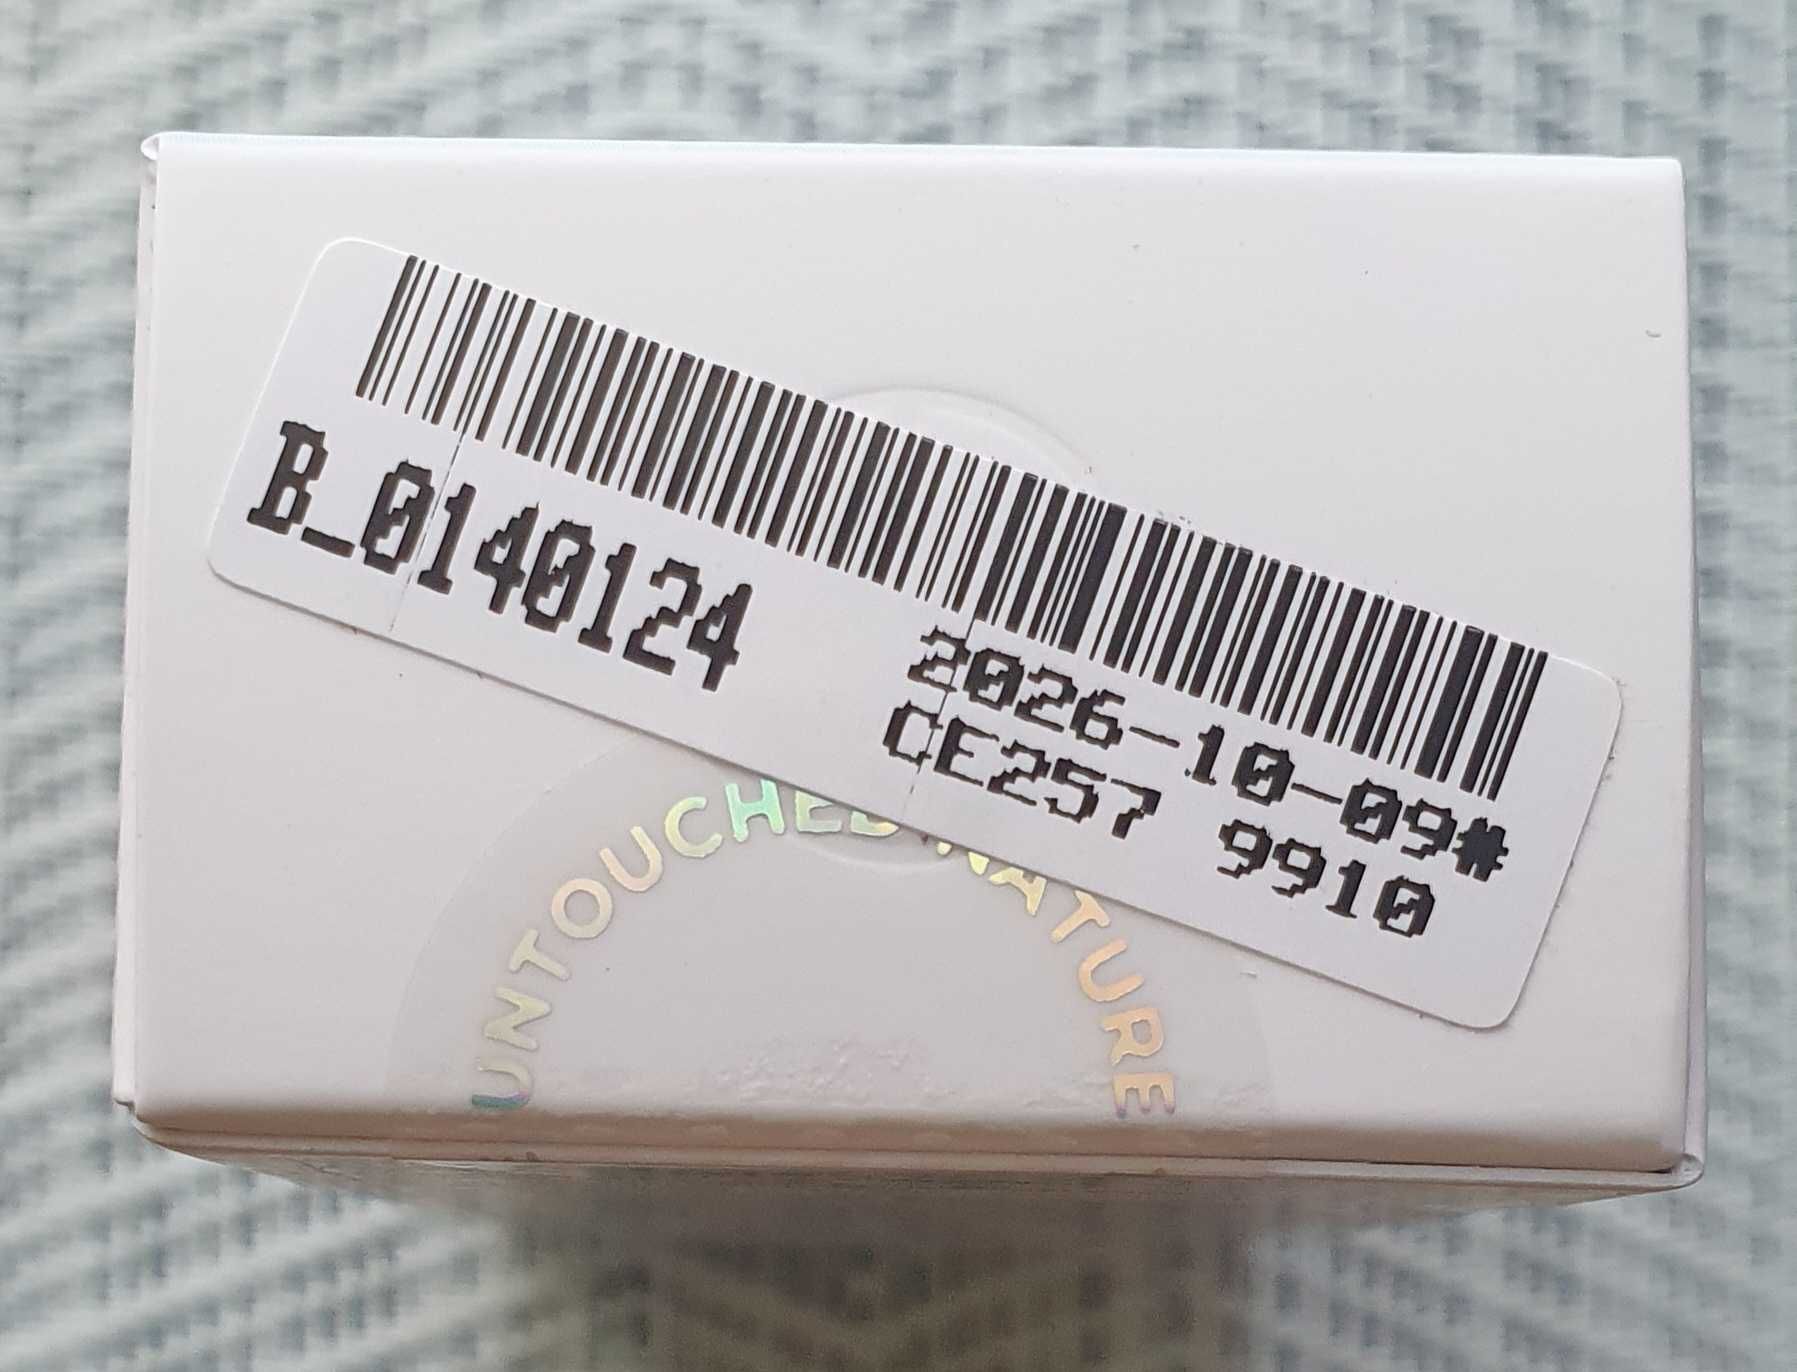 B_0140124
2026-10-09#
CE257 9910
UNTOUCHED NATURE